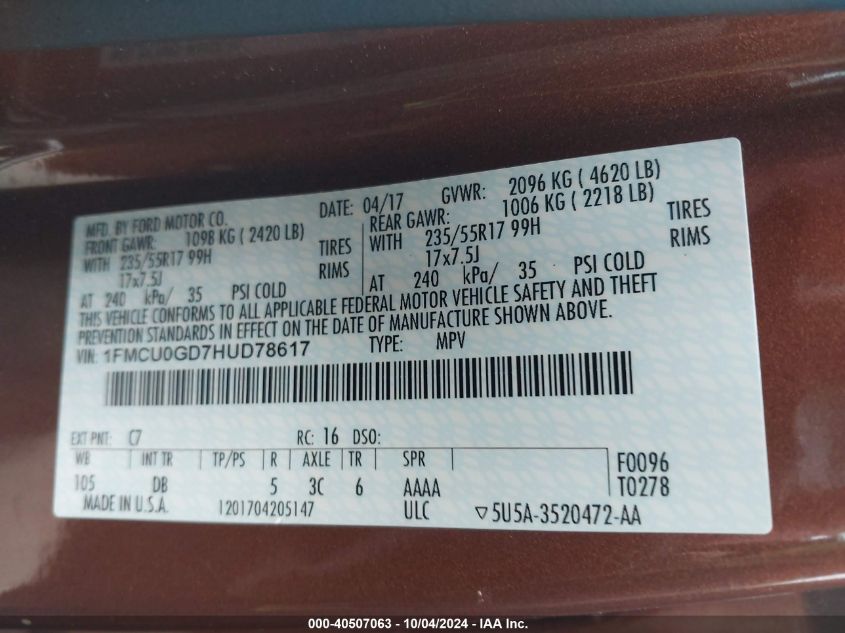 MFD. BY FORD MOTOR CO. DATE: 04/17 GVWR: 2096 KG ( 4620 LB)
FRONT GAWR: 1098 KG ( 2420 LB) REAR GAWR: 1006 KG ( 2218 LB)
WITH 235/55R17 99H TIRES WITH 235/55R17 99H TIRES
17x7.5J RIMS 17x7.5J RIMS
AT 240 kPa/ 35 PSI COLD AT 240 kPa/ 35 PSI COLD
THIS VEHICLE CONFORMS TO ALL APPLICABLE FEDERAL MOTOR VEHICLE SAFETY AND THEFT
PREVENTION STANDARDS IN EFFECT ON THE DATE OF MANUFACTURE SHOWN ABOVE.
VIN: 1FMCU0GD7HUD78617 TYPE: MPV
EXT PNT: C7 RC: 16 DSO:
WB INT TR TP/PS R AXLE TR SPR F0096
105 DB 5 3C 6 AAAA T0278
MADE IN U.S.A. 1201704205147 ULC ▽5U5A-3520472-AA
000-40507063 - 10/04/2024 - IAA Inc.